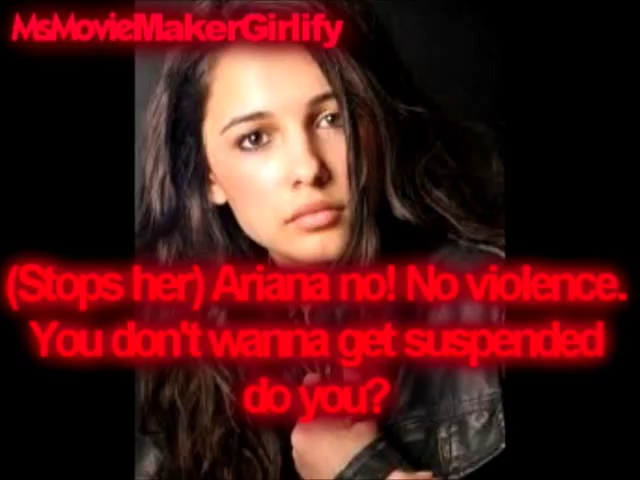 MsMovieMakerGirlify
(Stops her) Ariana no! No violence.
You don't wanna get suspended
do you?